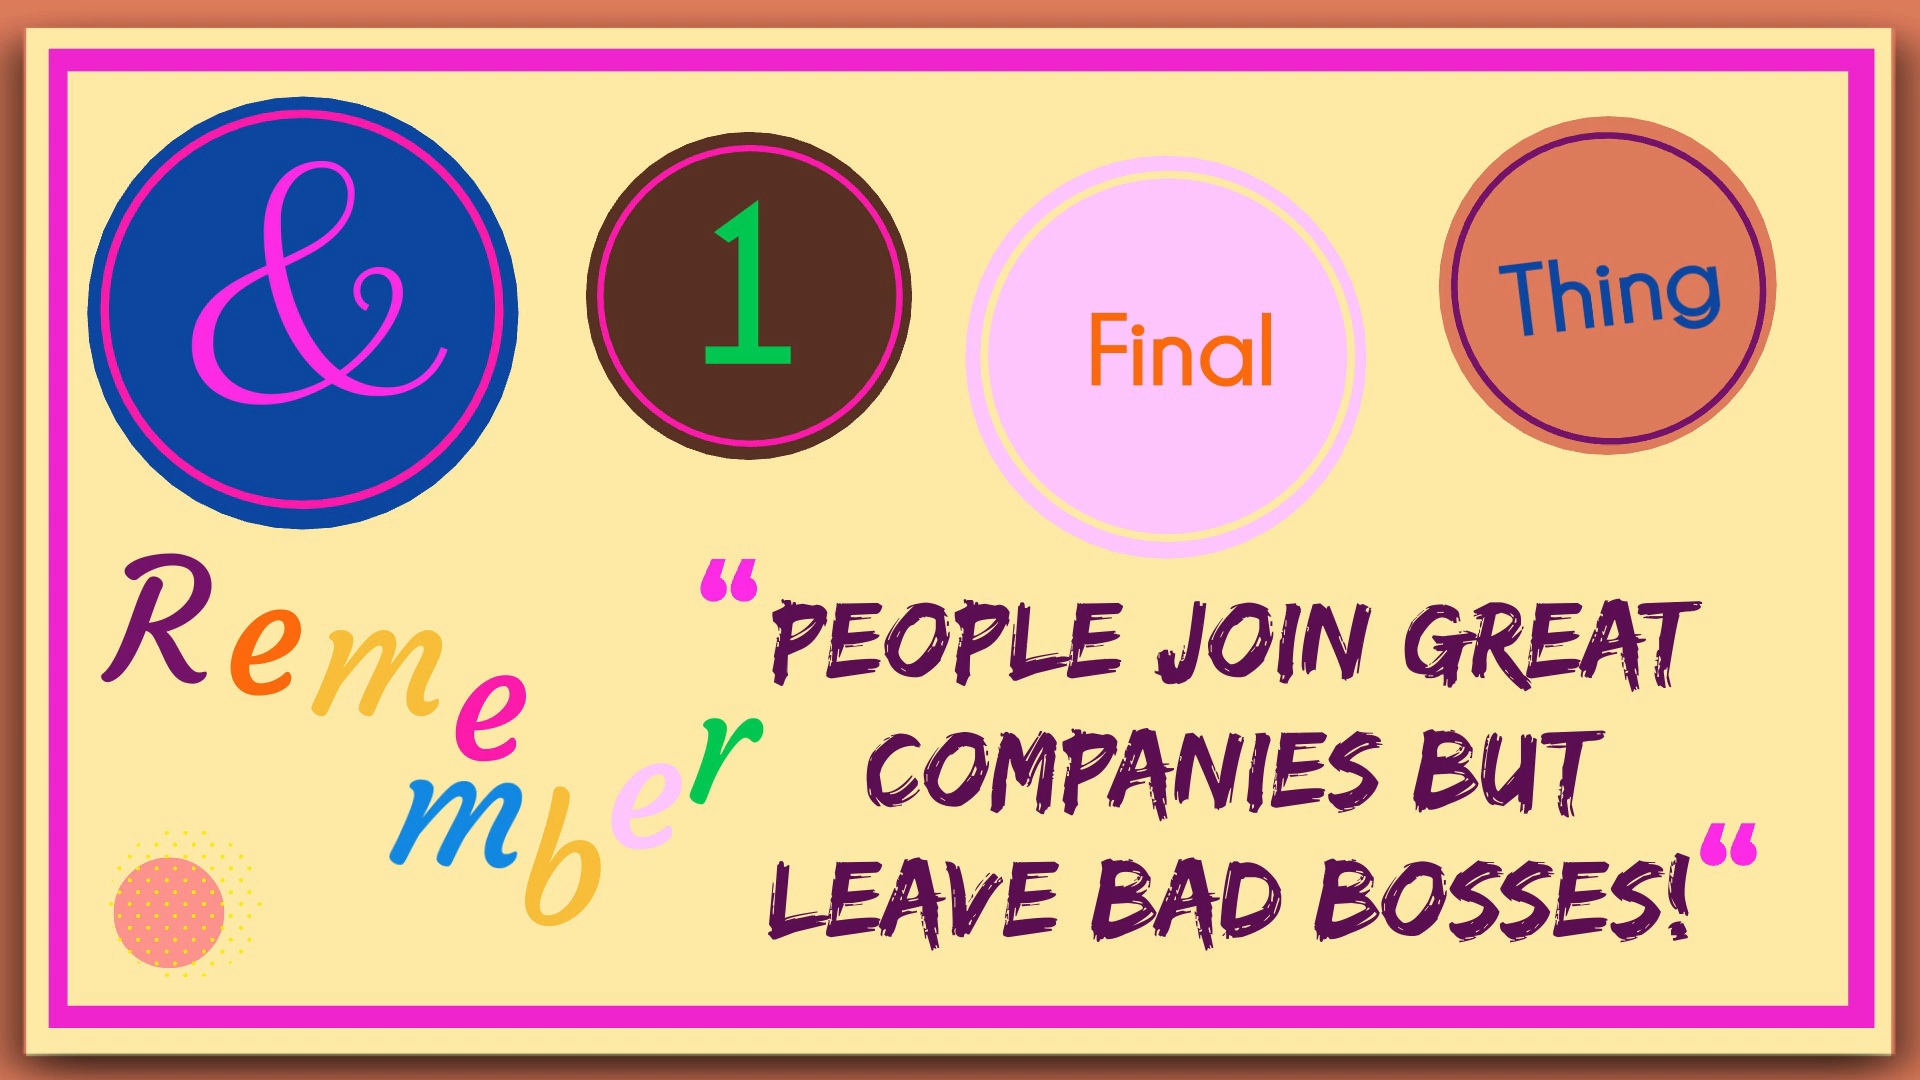 & 1 Final Thing
Remember
“PEOPLE JOIN GREAT
COMPANIES BUT
LEAVE BAD BOSSES!“